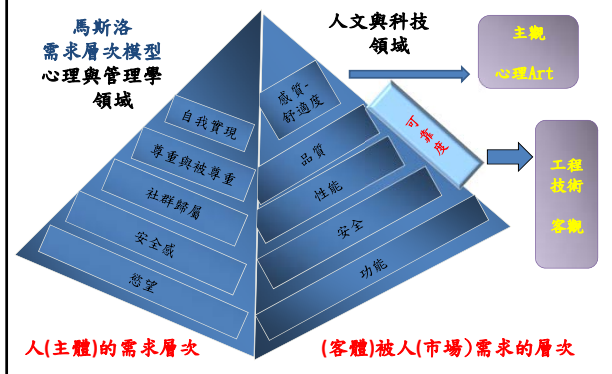 馬斯洛
需求層次模型
心理與管理學
領域
人文與科技
領域
主觀
心理Art
自我實現
尊重與被尊重
社群歸屬
安全感
慾望
感質-
舒適度
品質
性能
安全
功能
可靠度
工程
技術
客觀
人(主體)的需求層次
(客體)被人(市場)需求的層次